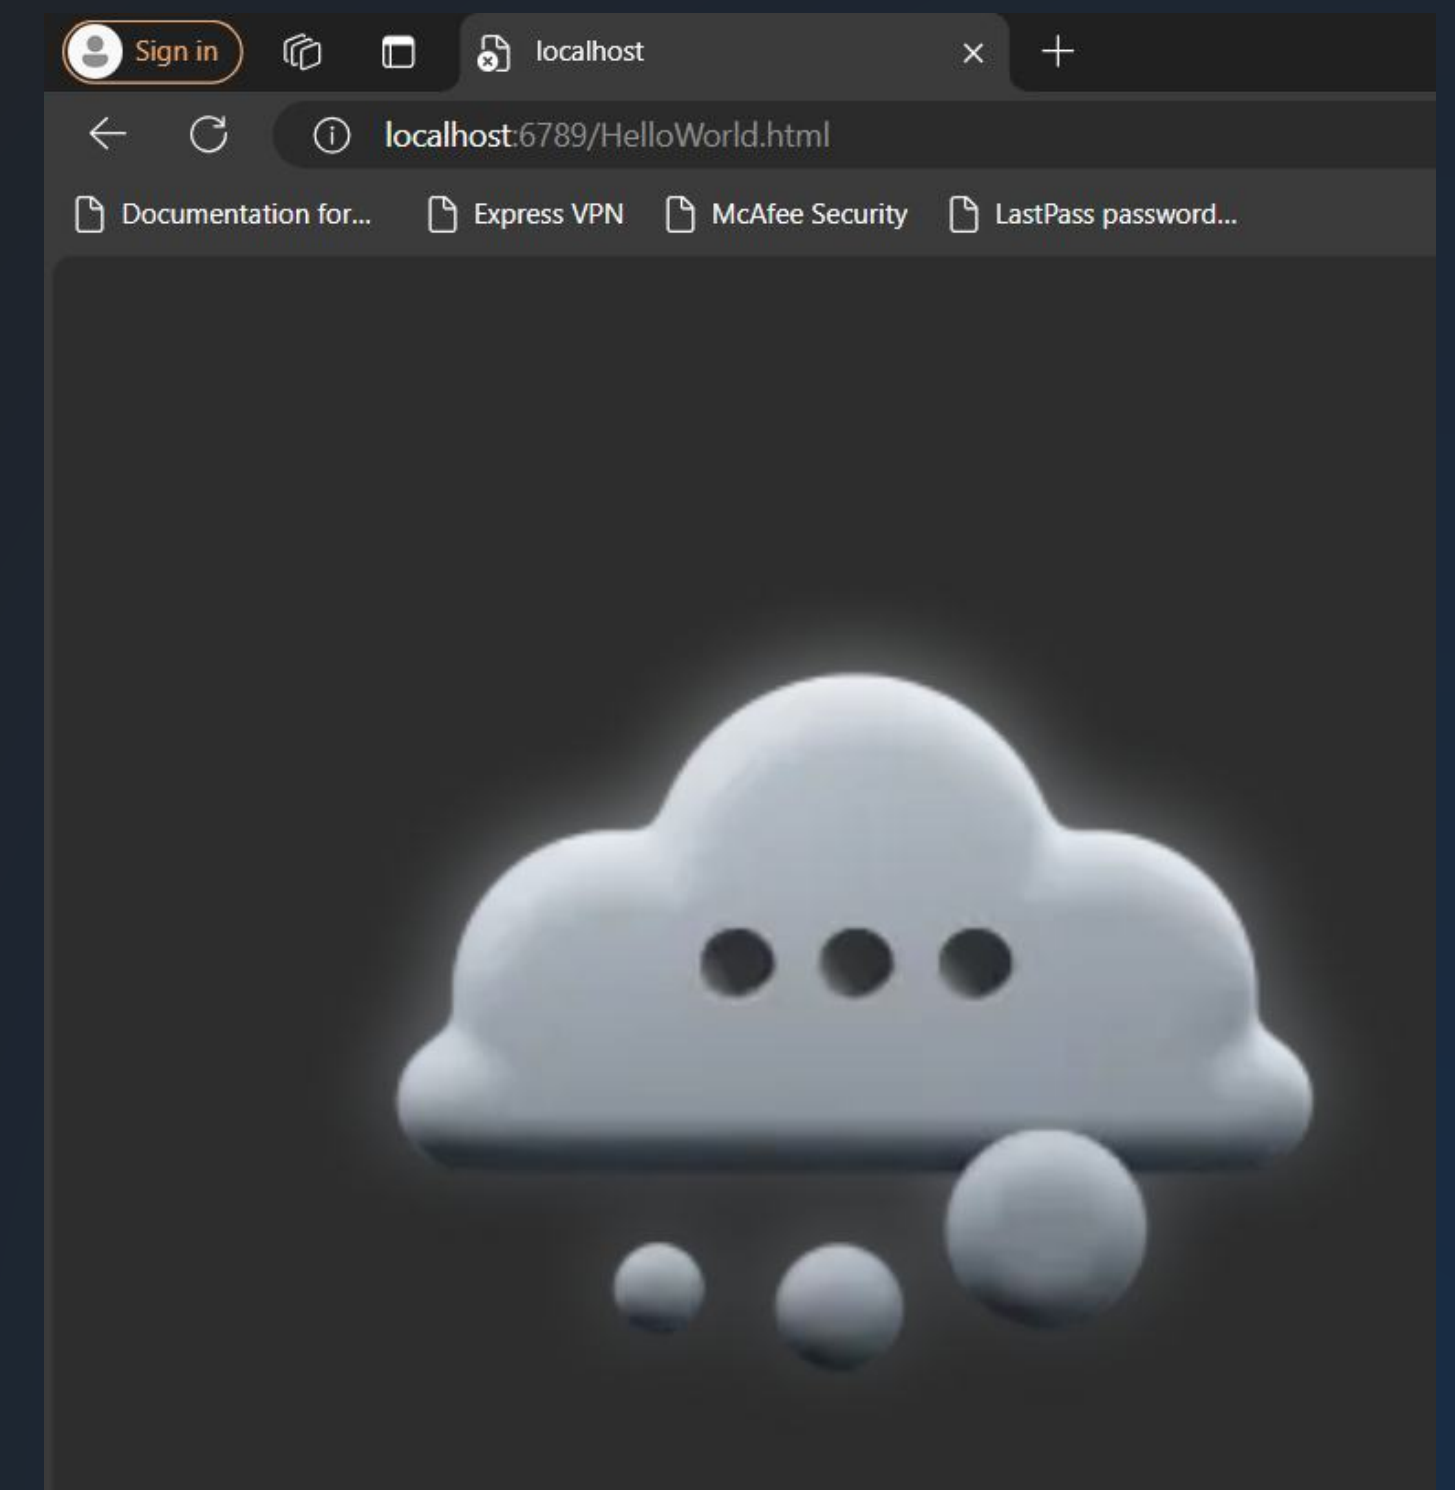 Sign in
localhost
localhost:6789/HelloWorld.html
Documentation for... Express VPN McAfee Security LastPass password...